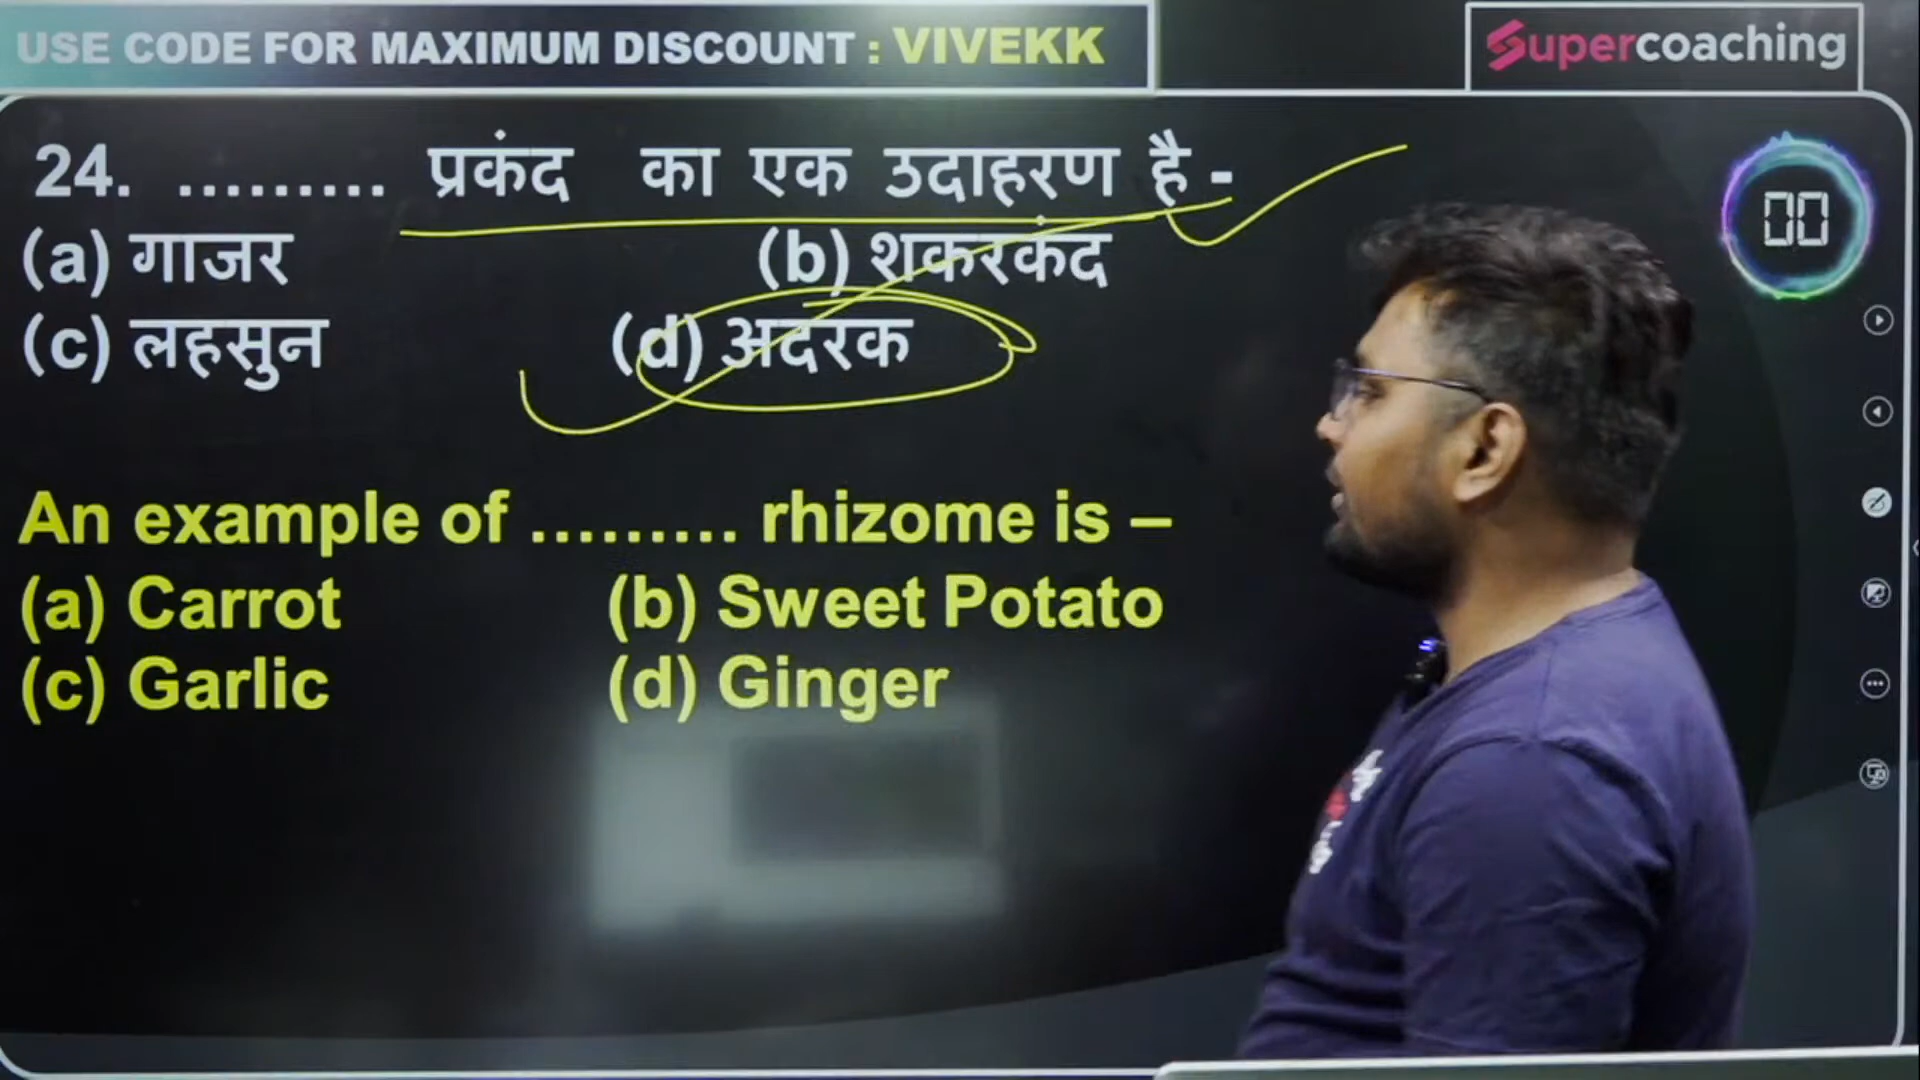 USE CODE FOR MAXIMUM DISCOUNT : VIVEKK
Supercoaching
24. ......... प्रकंद का एक उदाहरण है -
00
(a) गाजर (b) शकरकंद
(c) लहसुन (d) अदरक
An example of ......... rhizome is –
(a) Carrot (b) Sweet Potato
(c) Garlic (d) Ginger